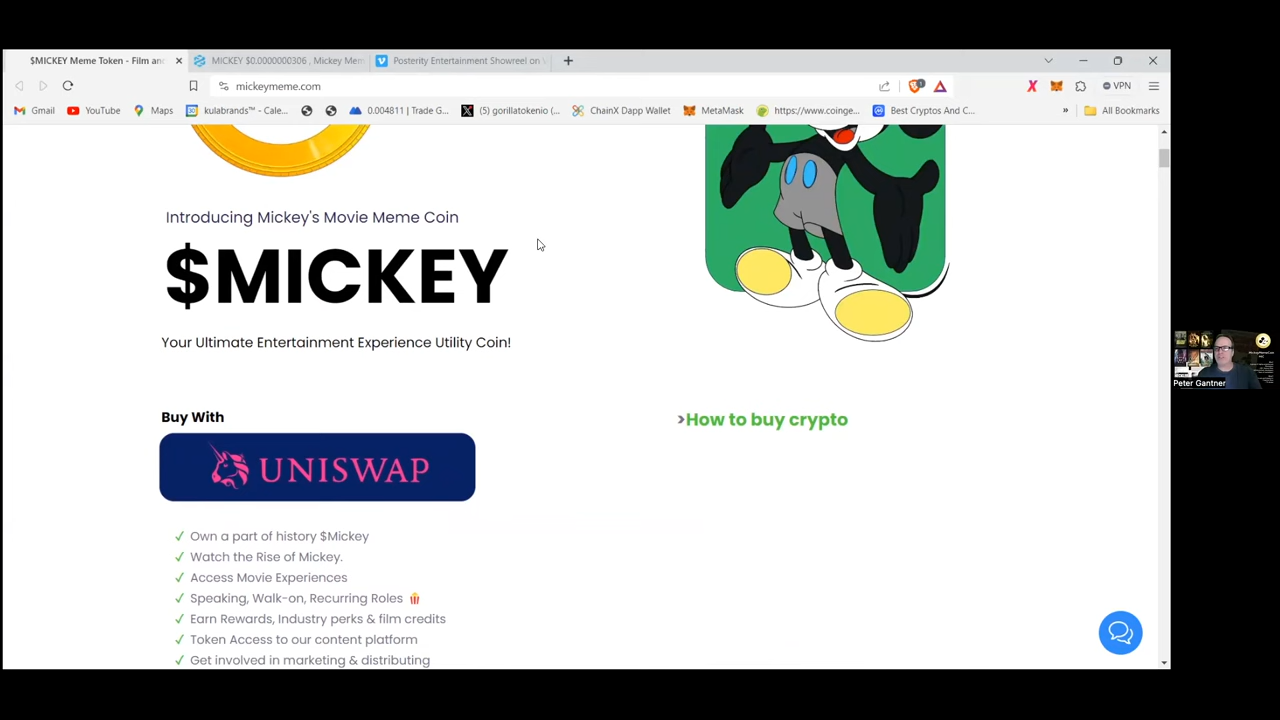 $MICKEY Meme Token - Film an
MICKEY $0.0000000306 , Mickey Mem
Posterity Entertainment Showreel on V
mickeymeme.com
VPN
Gmail
YouTube
Maps
kulabrands™ - Cale...
0.004811 | Trade G...
(5) gorillatokenio (...
ChainX Dapp Wallet
MetaMask
https://www.coinge...
Best Cryptos And C...
»
All Bookmarks
Introducing Mickey's Movie Meme Coin
$MICKEY
Your Ultimate Entertainment Experience Utility Coin!
Buy With
>How to buy crypto
UNISWAP
✓ Own a part of history $Mickey
✓ Watch the Rise of Mickey.
✓ Access Movie Experiences
✓ Speaking, Walk-on, Recurring Roles 🍿
✓ Earn Rewards, Industry perks & film credits
✓ Token Access to our content platform
✓ Get involved in marketing & distributing
Peter Gantner